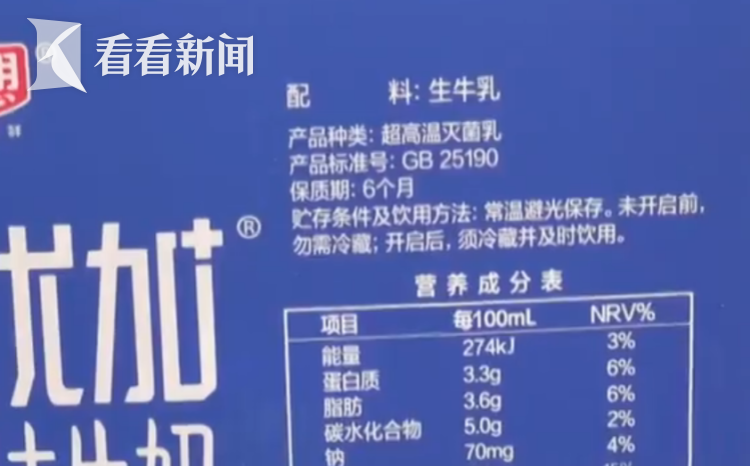 看看新闻
配 料: 生牛乳
产品种类: 超高温灭菌乳
产品标准号: GB 25190
保质期: 6个月
贮存条件及饮用方法: 常温避光保存。未开启前,
勿需冷藏; 开启后, 须冷藏并及时饮用。
优加+®
营养成分表
项目 每100mL NRV%
能量 274kJ 3%
蛋白质 3.3g 6%
脂肪 3.6g 6%
碳水化合物 5.0g 2%
钠 70mg 4%